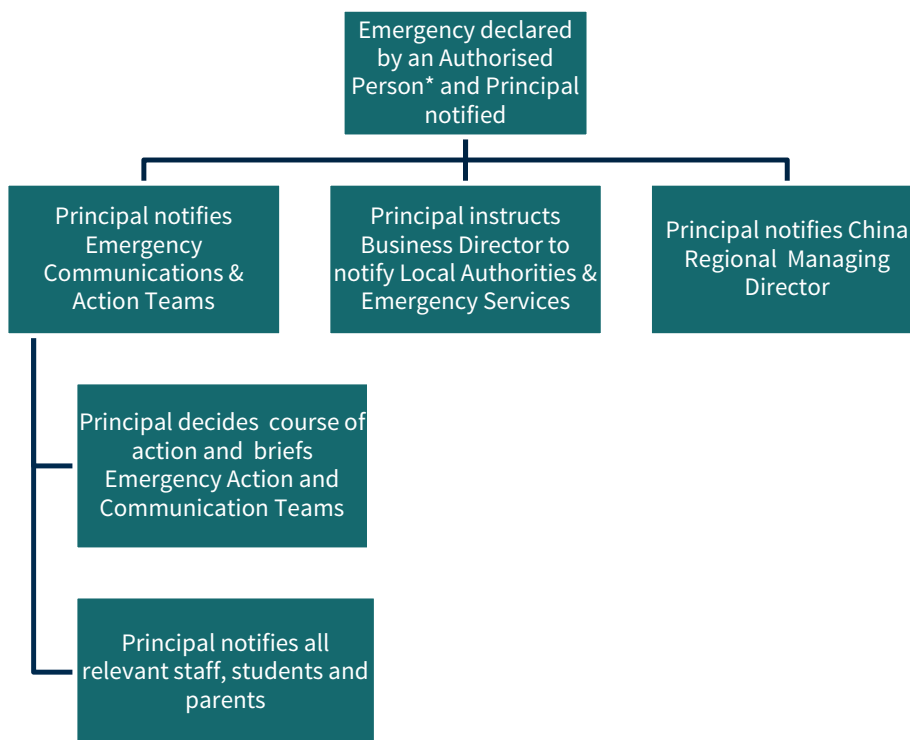 Emergency declared
by an Authorised
Person* and Principal
notified
Principal notifies
Emergency
Communications &
Action Teams
Principal instructs
Business Director to
notify Local Authorities &
Emergency Services
Principal notifies China
Regional Managing
Director
Principal decides course of
action and briefs
Emergency Action and
Communication Teams
Principal notifies all
relevant staff, students and
parents